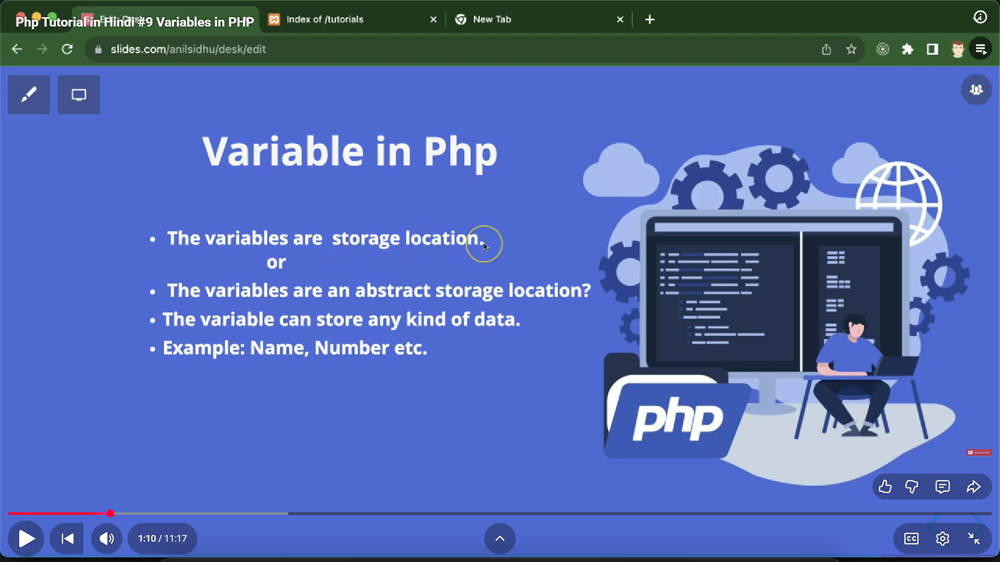 Php Tutorial in Hindi #9 Variables in PHP
Index of /tutorials
New Tab
slides.com/anilsidhu/desk/edit
Variable in Php
• The variables are storage location.
or
• The variables are an abstract storage location?
• The variable can store any kind of data.
• Example: Name, Number etc.
php
Subscribe
1:10 / 11:17
CC